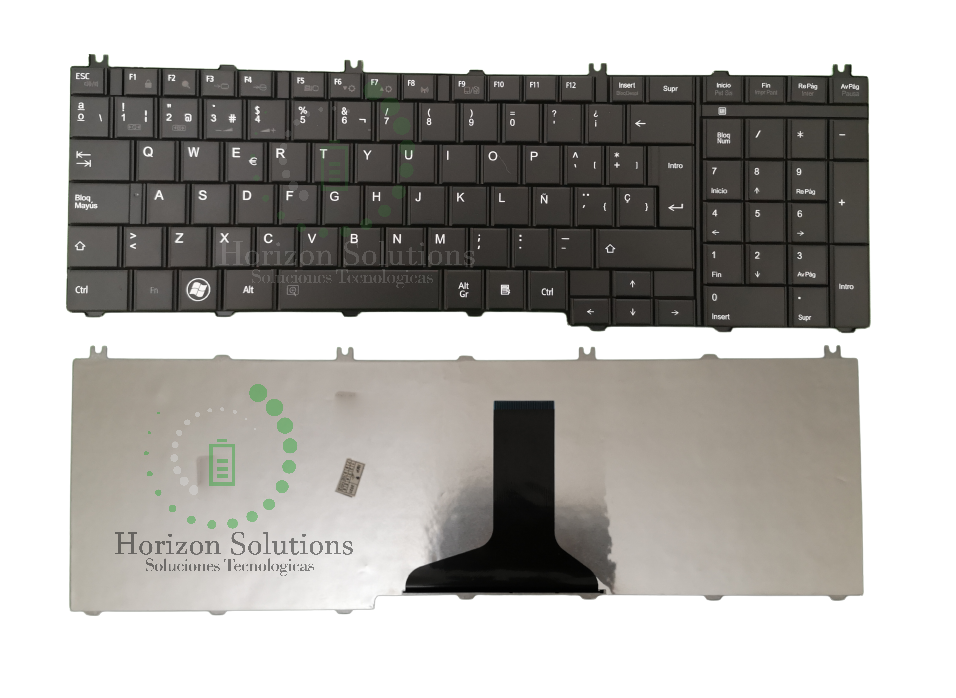 ESC F1 F2 F3 F4 F5 F6 F7 F8 F9 F10 F11 F12 Insert Supr Inicio Fin RePág AvPág
Pet Sis Pausa
ª ! " · $ % & / ( ) = ? ¿ ←
º \ 1 | 2 @ 3 # 4 5 6 ¬ 7 8 9 0 ' ¡
Bloq Num / * −
Q W E € R T Y U I O P ^ ` [ * + ] Intro
7 Inicio 8 ↑ 9 RePág +
Bloq Mayús A S D F G H J K L Ñ ¨ ´ { Ç }
4 ← 5 6 →
> < Z X C V B N M ; , : . _ -
1 Fin 2 ↓ 3 AvPág Intro
Ctrl Fn Alt Alt Gr Ctrl ← ↑ ↓ →
0 Insert . Supr
Horizon Solutions
Soluciones Tecnologicas
Horizon Solutions
Soluciones Tecnologicas